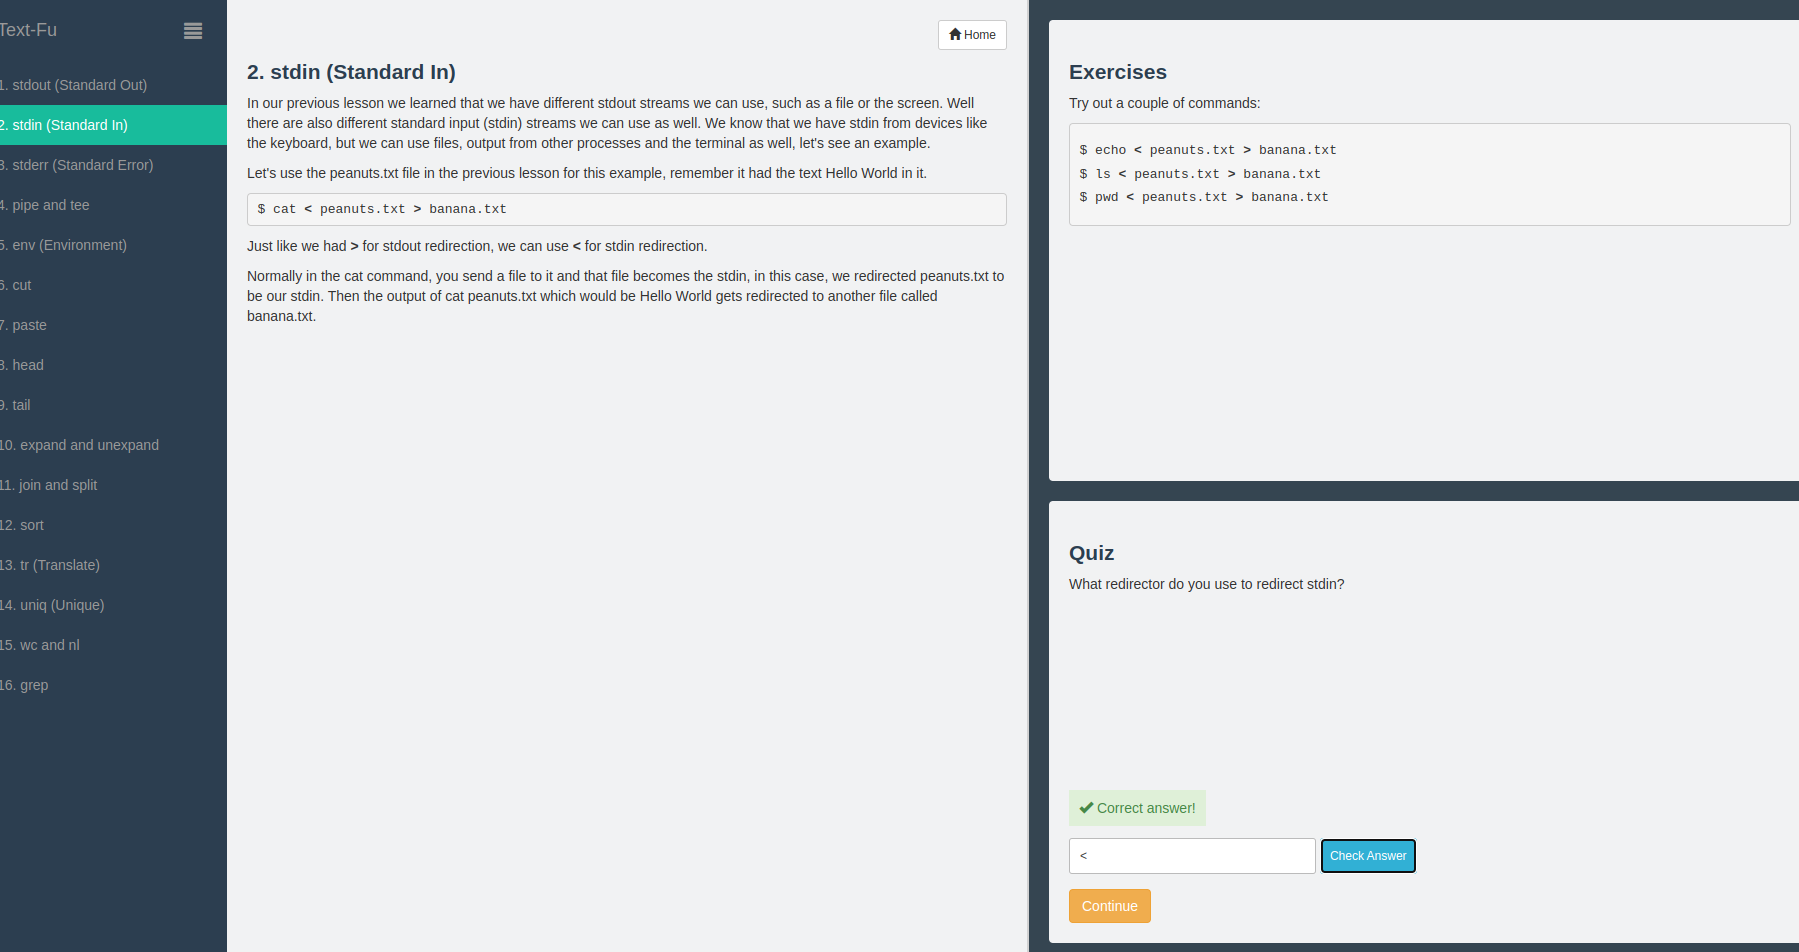 Text-Fu
1. stdout (Standard Out)
2. stdin (Standard In)
3. stderr (Standard Error)
4. pipe and tee
5. env (Environment)
6. cut
7. paste
8. head
9. tail
10. expand and unexpand
11. join and split
12. sort
13. tr (Translate)
14. uniq (Unique)
15. wc and nl
16. grep
Home
2. stdin (Standard In)
In our previous lesson we learned that we have different stdout streams we can use, such as a file or the screen. Well
there are also different standard input (stdin) streams we can use as well. We know that we have stdin from devices like
the keyboard, but we can use files, output from other processes and the terminal as well, let's see an example.
Let's use the peanuts.txt file in the previous lesson for this example, remember it had the text Hello World in it.
$ cat < peanuts.txt > banana.txt
Just like we had > for stdout redirection, we can use < for stdin redirection.
Normally in the cat command, you send a file to it and that file becomes the stdin, in this case, we redirected peanuts.txt to
be our stdin. Then the output of cat peanuts.txt which would be Hello World gets redirected to another file called
banana.txt.
Exercises
Try out a couple of commands:
$ echo < peanuts.txt > banana.txt
$ ls < peanuts.txt > banana.txt
$ pwd < peanuts.txt > banana.txt
Quiz
What redirector do you use to redirect stdin?
Correct answer!
<
Check Answer
Continue